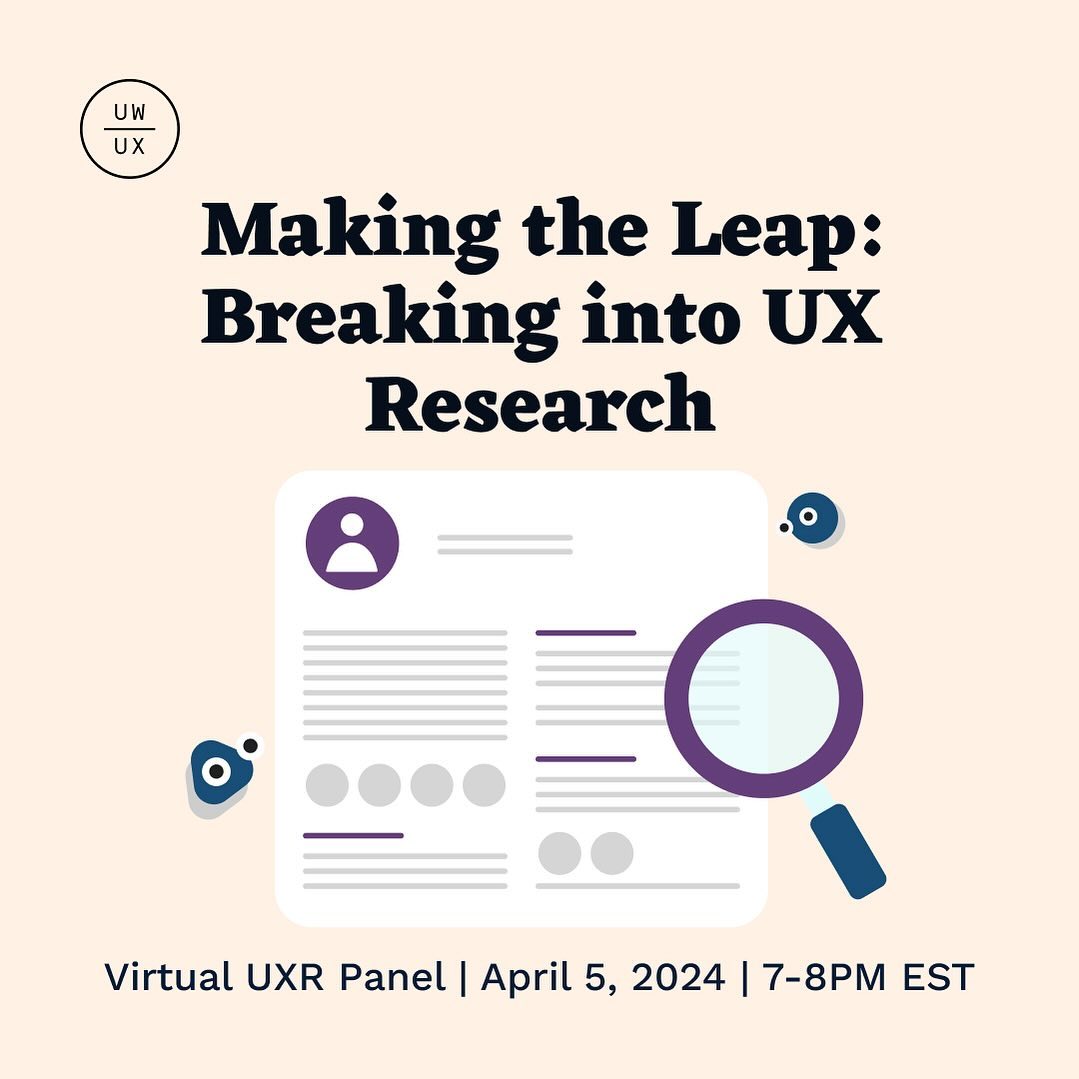 UW
UX
Making the Leap:
Breaking into UX
Research
Virtual UXR Panel | April 5, 2024 | 7-8PM EST